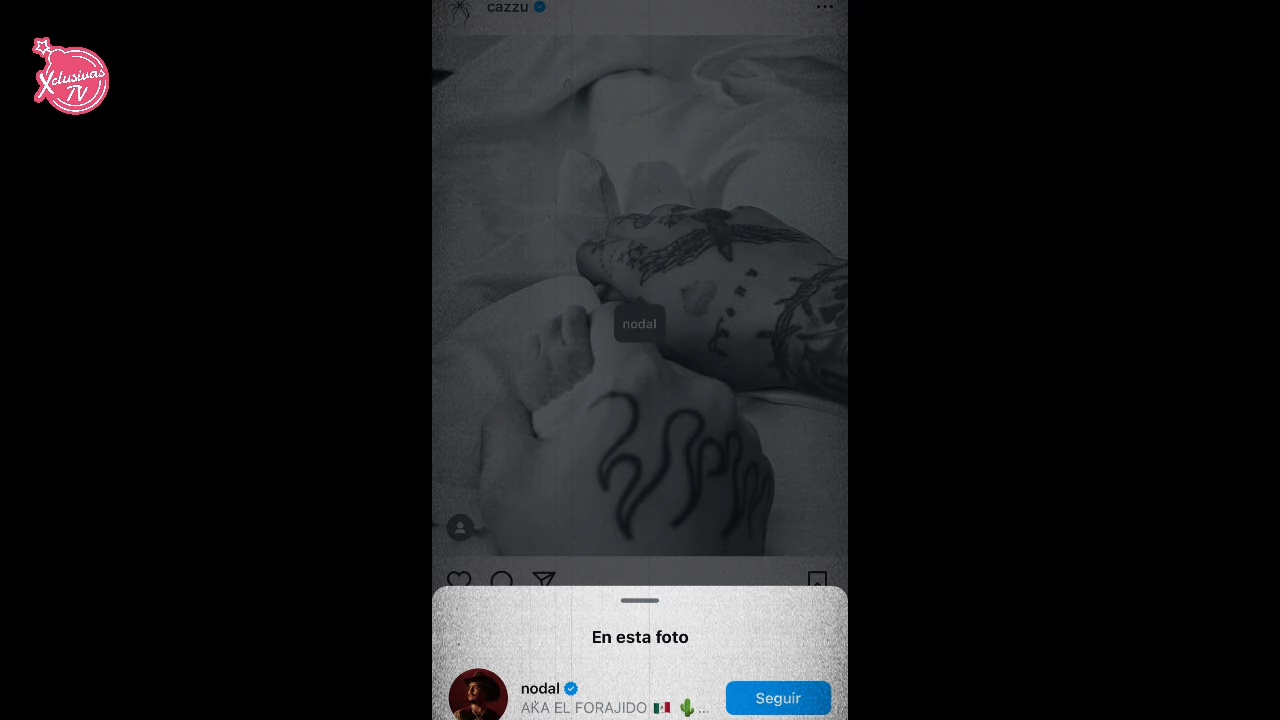 cazzu
Xclusivas
TV
nodal
En esta foto
nodal
AKA EL FORAJIDO 🇲🇽 🌵...
Seguir